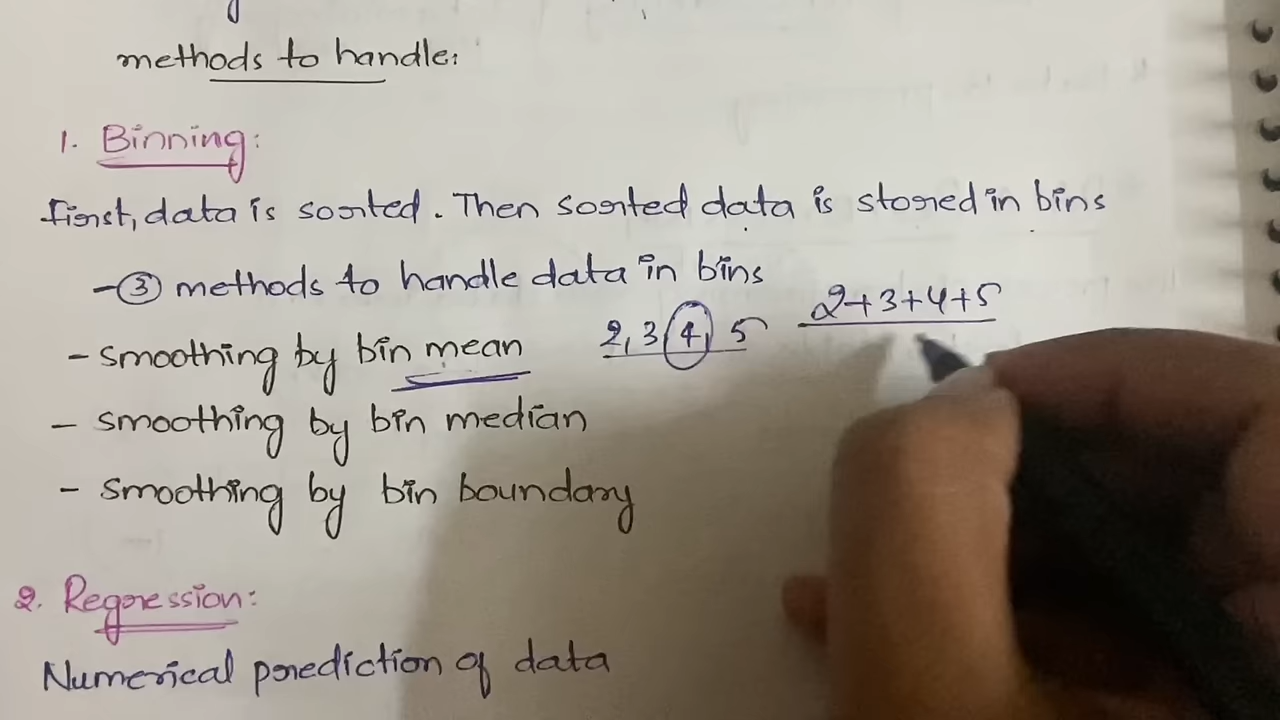 methods to handle:
1. Binning:
First, data is sorted. Then sorted data is stored in bins
- 3 methods to handle data in bins
- smoothing by bin mean 2, 3, 4, 5 2+3+4+5
- smoothing by bin median
- smoothing by bin boundary
2. Regression:
Numerical prediction of data